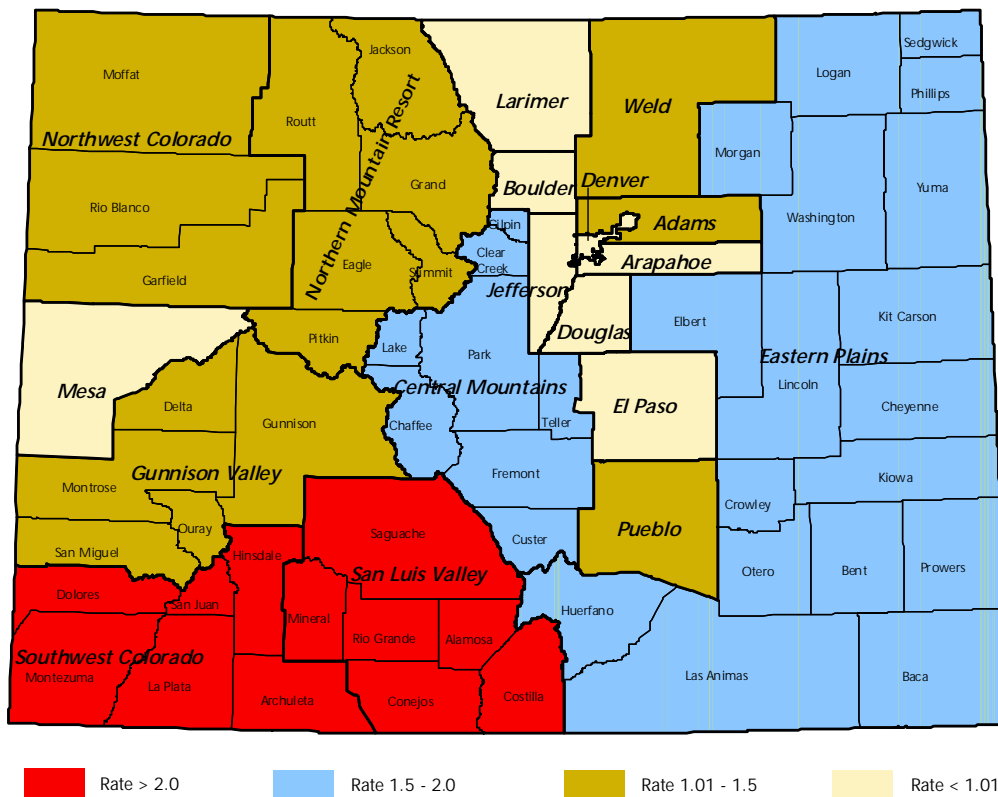 Jackson
Sedgwick
Moffat
Logan
Phillips
Larimer
Weld
Routt
Northwest Colorado
Morgan
Northern Mountain Resort
Grand
Boulder
Denver
Yuma
Rio Blanco
Washington
Gilpin
Adams
Clear
Creek
Eagle
Summit
Arapahoe
Garfield
Jefferson
Kit Carson
Elbert
Douglas
Pitkin
Lake
Park
Eastern Plains
Mesa
Central Mountains
Lincoln
Delta
El Paso
Cheyenne
Gunnison
Chaffee
Teller
Gunnison Valley
Fremont
Kiowa
Montrose
Crowley
Ouray
Pueblo
Saguache
Custer
San Miguel
Hinsdale
San Luis Valley
Otero
Bent
Prowers
Dolores
San Juan
Huerfano
Mineral
Rio Grande
Alamosa
Southwest Colorado
Montezuma
La Plata
Las Animas
Baca
Archuleta
Conejos
Costilla
Rate > 2.0
Rate 1.5 - 2.0
Rate 1.01 - 1.5
Rate < 1.01